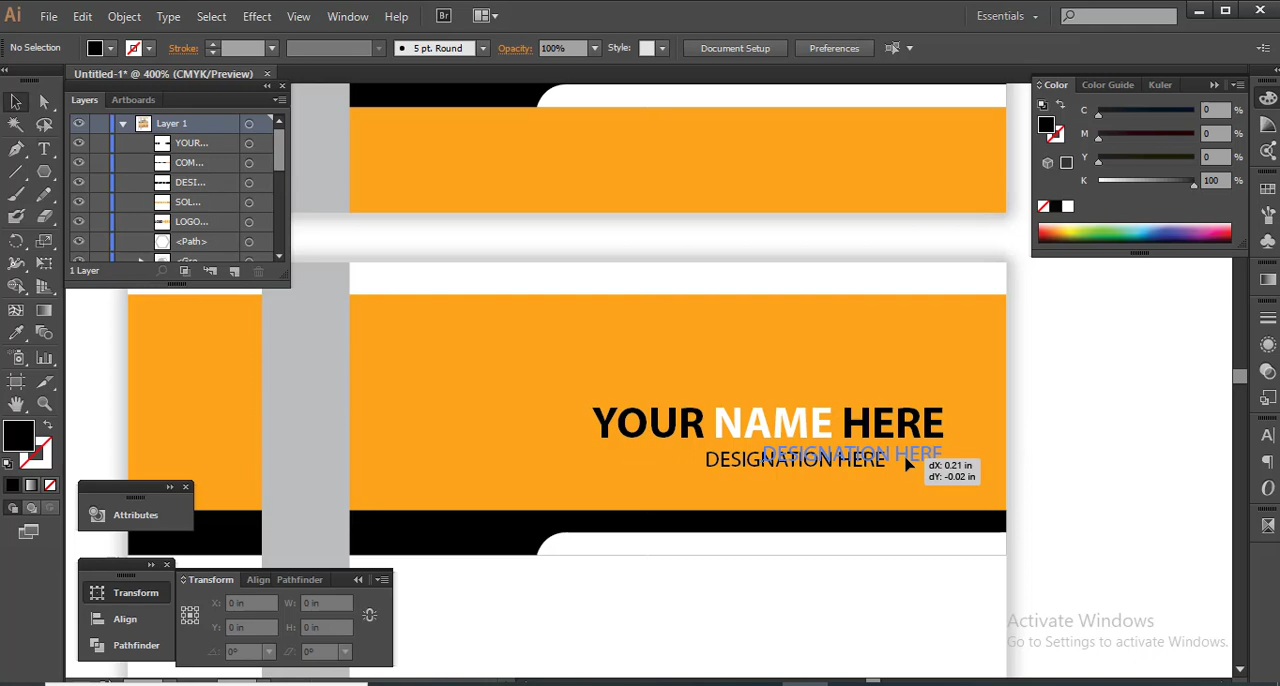 Ai File Edit Object Type Select Effect View Window Help Br Essentials
No Selection Stroke: 5 pt. Round Opacity: 100% Style: Document Setup Preferences
Untitled-1* @ 400% (CMYK/Preview) ×
Layers Artboards
Layer 1
YOUR...
COM...
DESI...
SOL...
LOGO...
<Path>
1 Layer
Color Color Guide Kuler
C 0 %
M 0 %
Y 0 %
K 100 %
YOUR NAME HERE
DESIGNATION HERE
DESIGNATION HERE
dX: 0.21 in
dY: -0.02 in
Attributes
Transform
Align
Pathfinder
Transform Align Pathfinder
X: 0 in W: 0 in
Y: 0 in H: 0 in
0° 0°
Activate Windows
Go to Settings to activate Windows.